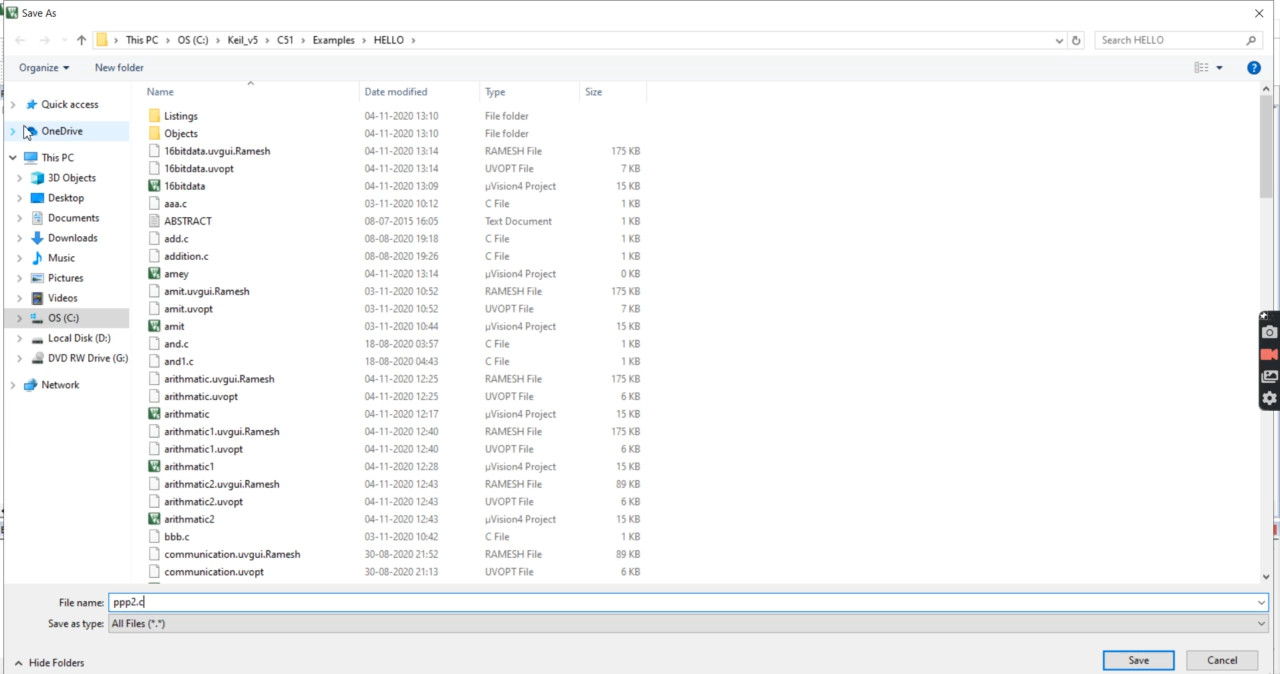 Save As
This PC > OS (C:) > Keil_v5 > C51 > Examples > HELLO >
Search HELLO
Organize
New folder
Name Date modified Type Size
Quick access
OneDrive
This PC
3D Objects
Desktop
Documents
Downloads
Music
Pictures
Videos
OS (C:)
Local Disk (D:)
DVD RW Drive (G:)
Network
Listings 04-11-2020 13:10 File folder
Objects 04-11-2020 13:10 File folder
16bitdata.uvgui.Ramesh 04-11-2020 13:14 RAMESH File 175 KB
16bitdata.uvopt 04-11-2020 13:14 UVOPT File 7 KB
16bitdata 04-11-2020 13:09 µVision4 Project 15 KB
aaa.c 03-11-2020 10:12 C File 1 KB
ABSTRACT 08-07-2015 16:05 Text Document 1 KB
add.c 08-08-2020 19:18 C File 1 KB
addition.c 08-08-2020 19:26 C File 1 KB
amey 04-11-2020 13:14 µVision4 Project 0 KB
amit.uvgui.Ramesh 03-11-2020 10:52 RAMESH File 175 KB
amit.uvopt 03-11-2020 10:52 UVOPT File 7 KB
amit 03-11-2020 10:44 µVision4 Project 15 KB
and.c 18-08-2020 03:57 C File 1 KB
and1.c 18-08-2020 04:43 C File 1 KB
arithmatic.uvgui.Ramesh 04-11-2020 12:25 RAMESH File 175 KB
arithmatic.uvopt 04-11-2020 12:25 UVOPT File 6 KB
arithmatic 04-11-2020 12:17 µVision4 Project 15 KB
arithmatic1.uvgui.Ramesh 04-11-2020 12:40 RAMESH File 175 KB
arithmatic1.uvopt 04-11-2020 12:40 UVOPT File 6 KB
arithmatic1 04-11-2020 12:28 µVision4 Project 15 KB
arithmatic2.uvgui.Ramesh 04-11-2020 12:43 RAMESH File 89 KB
arithmatic2.uvopt 04-11-2020 12:43 UVOPT File 6 KB
arithmatic2 04-11-2020 12:43 µVision4 Project 15 KB
bbb.c 03-11-2020 10:42 C File 1 KB
communication.uvgui.Ramesh 30-08-2020 21:52 RAMESH File 89 KB
communication.uvopt 30-08-2020 21:13 UVOPT File 6 KB
File name: ppp2.c
Save as type: All Files (*.*)
Hide Folders
Save
Cancel